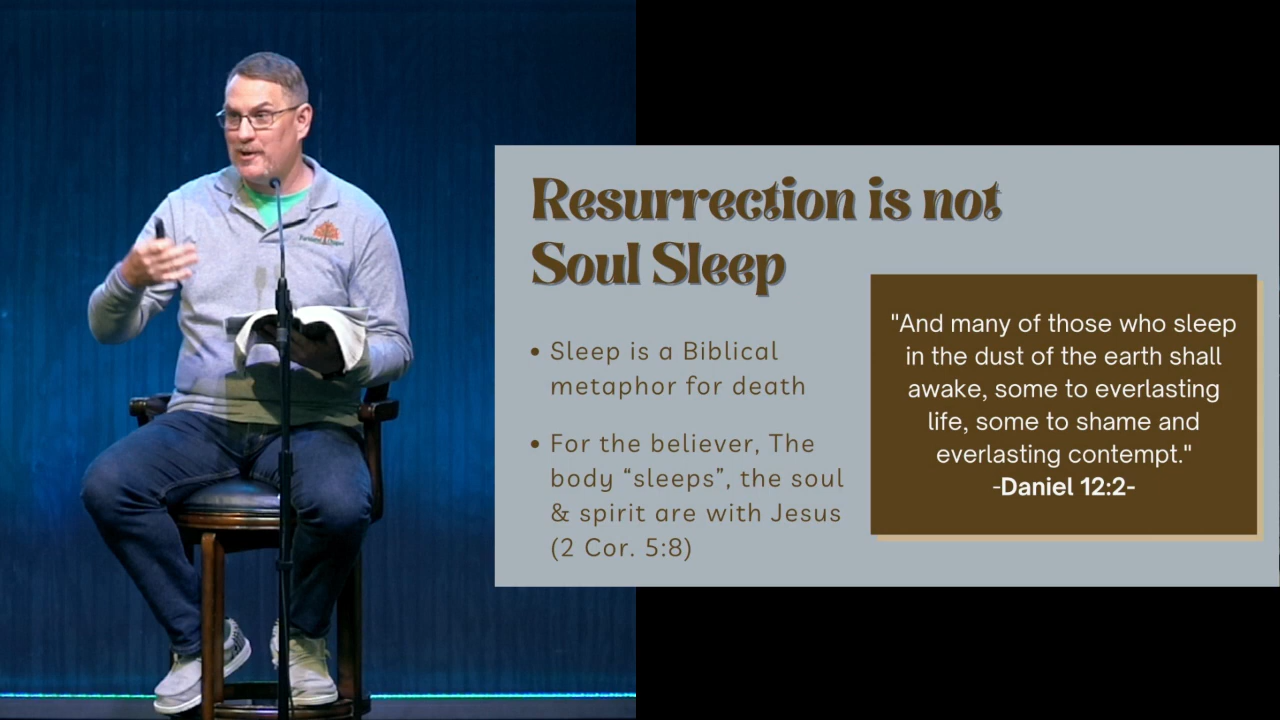 Resurrection is not
Soul Sleep
• Sleep is a Biblical
metaphor for death
• For the believer, The
body “sleeps”, the soul
& spirit are with Jesus
(2 Cor. 5:8)
"And many of those who sleep
in the dust of the earth shall
awake, some to everlasting
life, some to shame and
everlasting contempt."
-Daniel 12:2-